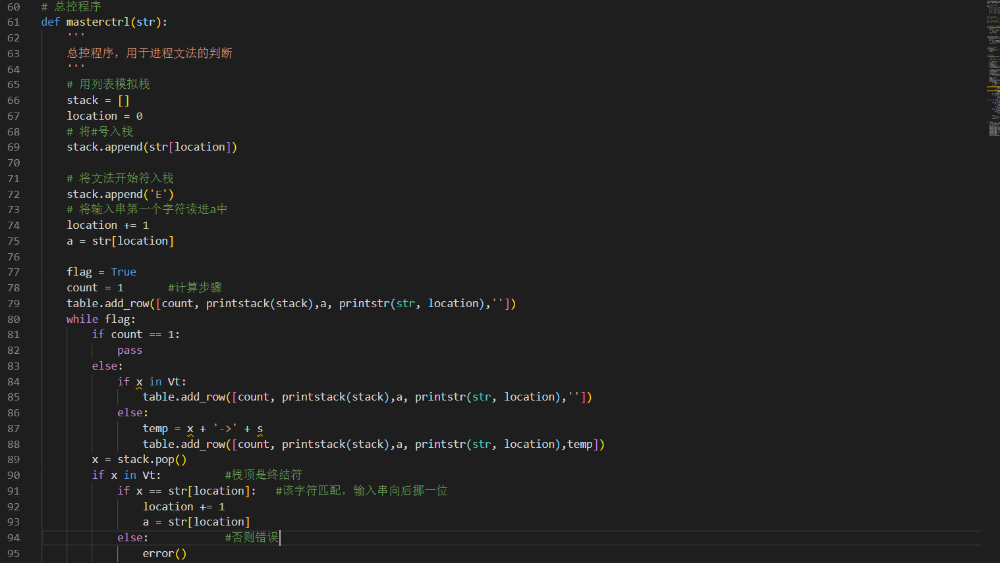 60 # 总控程序
61 def masterctrl(str):
62 '''
63 总控程序，用于进程文法的判断
64 '''
65 # 用列表模拟栈
66 stack = []
67 location = 0
68 # 将#号入栈
69 stack.append(str[location])
70
71 # 将文法开始符入栈
72 stack.append('E')
73 # 将输入串第一个字符读进a中
74 location += 1
75 a = str[location]
76
77 flag = True
78 count = 1 #计算步骤
79 table.add_row([count, printstack(stack),a, printstr(str, location),''])
80 while flag:
81 if count == 1:
82 pass
83 else:
84 if x in Vt:
85 table.add_row([count, printstack(stack),a, printstr(str, location),''])
86 else:
87 temp = x + '->' + s
88 table.add_row([count, printstack(stack),a, printstr(str, location),temp])
89 x = stack.pop()
90 if x in Vt: #栈顶是终结符
91 if x == str[location]: #该字符匹配，输入串向后挪一位
92 location += 1
93 a = str[location]
94 else: #否则错误
95 error()